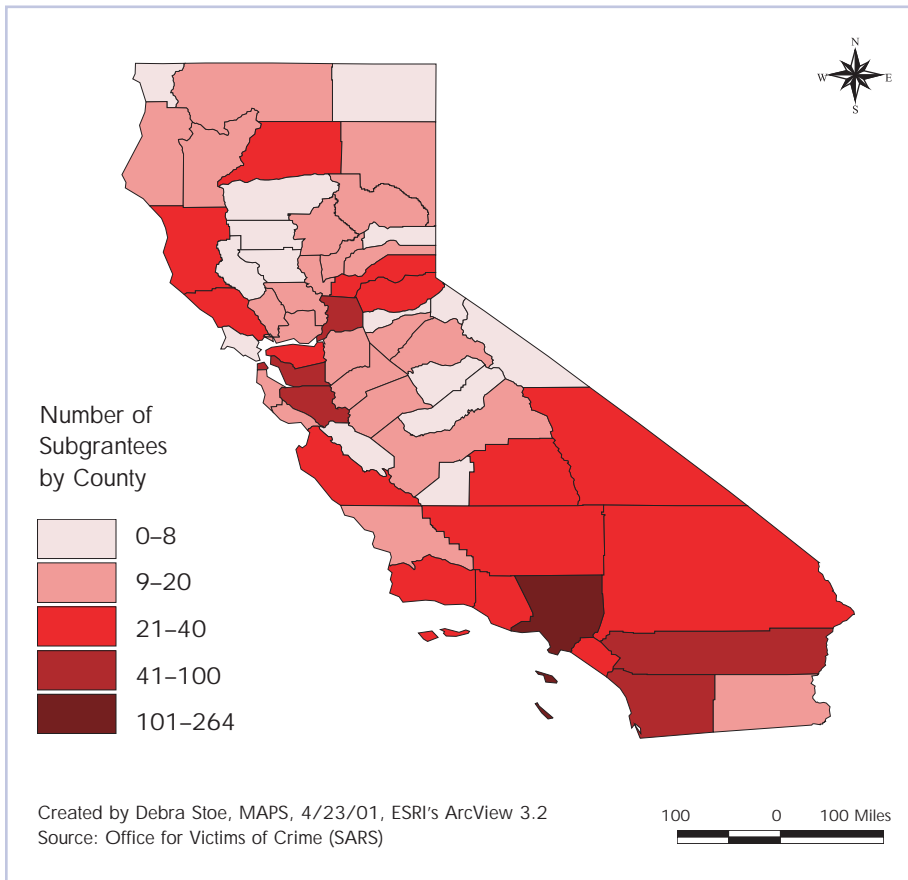 N
W E
S
Number of
Subgrantees
by County
0–8
9–20
21–40
41–100
101–264
Created by Debra Stoe, MAPS, 4/23/01, ESRI's ArcView 3.2
Source: Office for Victims of Crime (SARS)
100 0 100 Miles